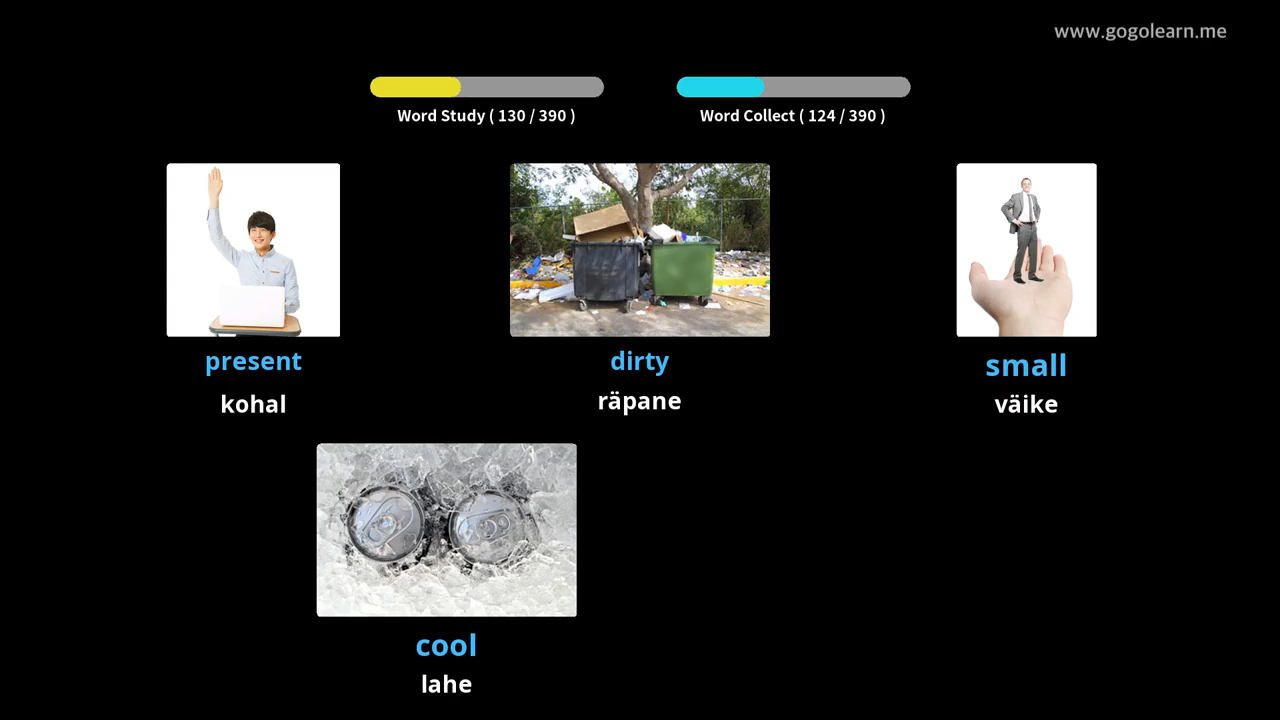 www.gogolearn.me
Word Study ( 130 / 390 )
Word Collect ( 124 / 390 )
present
kohal
dirty
räpane
small
väike
cool
lahe